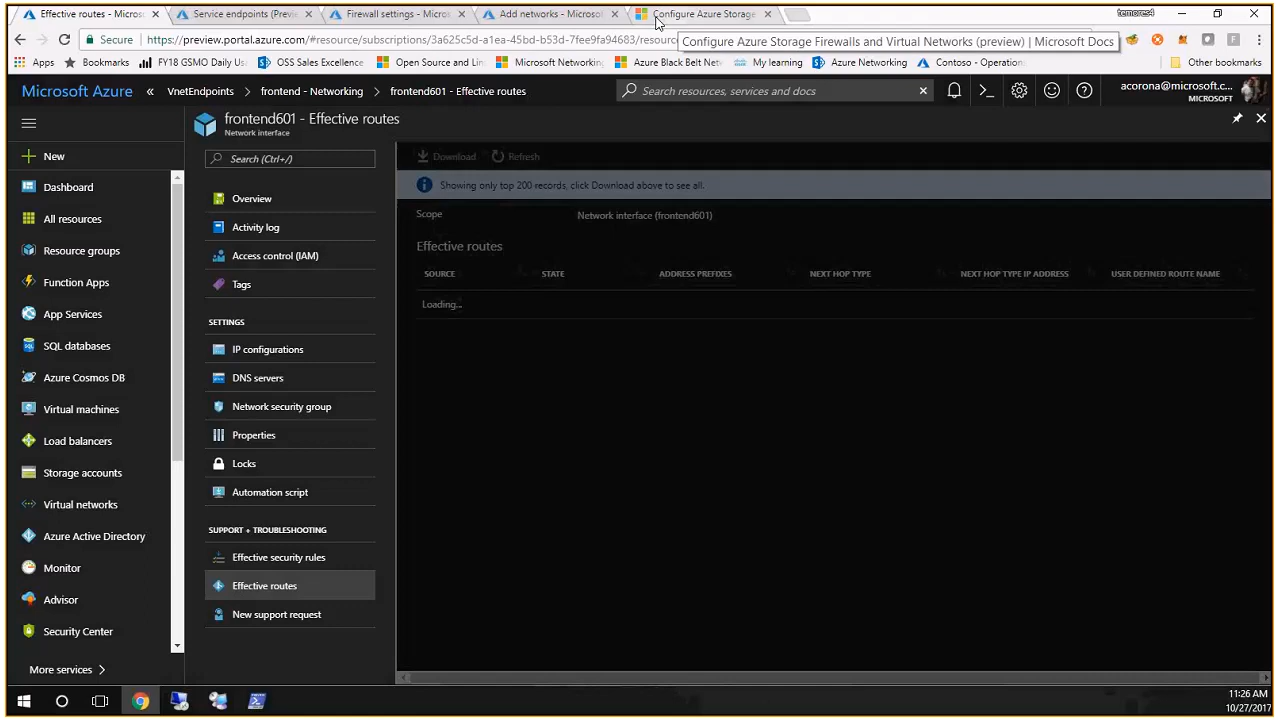 Effective routes - Micros
Service endpoints (Previ
Firewall settings - Micro
Add networks - Microso
Configure Azure Storage
temores4
Secure
https://preview.portal.azure.com/#resource/subscriptions/3a625c5d-a1ea-45bd-b53d-7fee9fa94683/resourc
Configure Azure Storage Firewalls and Virtual Networks (preview) | Microsoft Docs
Apps
Bookmarks
FY18 GSMO Daily Us
OSS Sales Excellence
Open Source and Lin
Microsoft Networking
Azure Black Belt Netw
My learning
Azure Networking
Contoso - Operation
Other bookmarks
Microsoft Azure
VnetEndpoints
frontend - Networking
frontend601 - Effective routes
Search resources, services and docs
acorona@microsoft.c...
MICROSOFT
frontend601 - Effective routes
Network interface
New
Dashboard
All resources
Resource groups
Function Apps
App Services
SQL databases
Azure Cosmos DB
Virtual machines
Load balancers
Storage accounts
Virtual networks
Azure Active Directory
Monitor
Advisor
Security Center
More services
Search (Ctrl+/)
Overview
Activity log
Access control (IAM)
Tags
SETTINGS
IP configurations
DNS servers
Network security group
Properties
Locks
Automation script
SUPPORT + TROUBLESHOOTING
Effective security rules
Effective routes
New support request
Download
Refresh
Showing only top 200 records, click Download above to see all.
Scope
Network interface (frontend601)
Effective routes
SOURCE
STATE
ADDRESS PREFIXES
NEXT HOP TYPE
NEXT HOP TYPE IP ADDRESS
USER DEFINED ROUTE NAME
Loading...
11:26 AM
10/27/2017